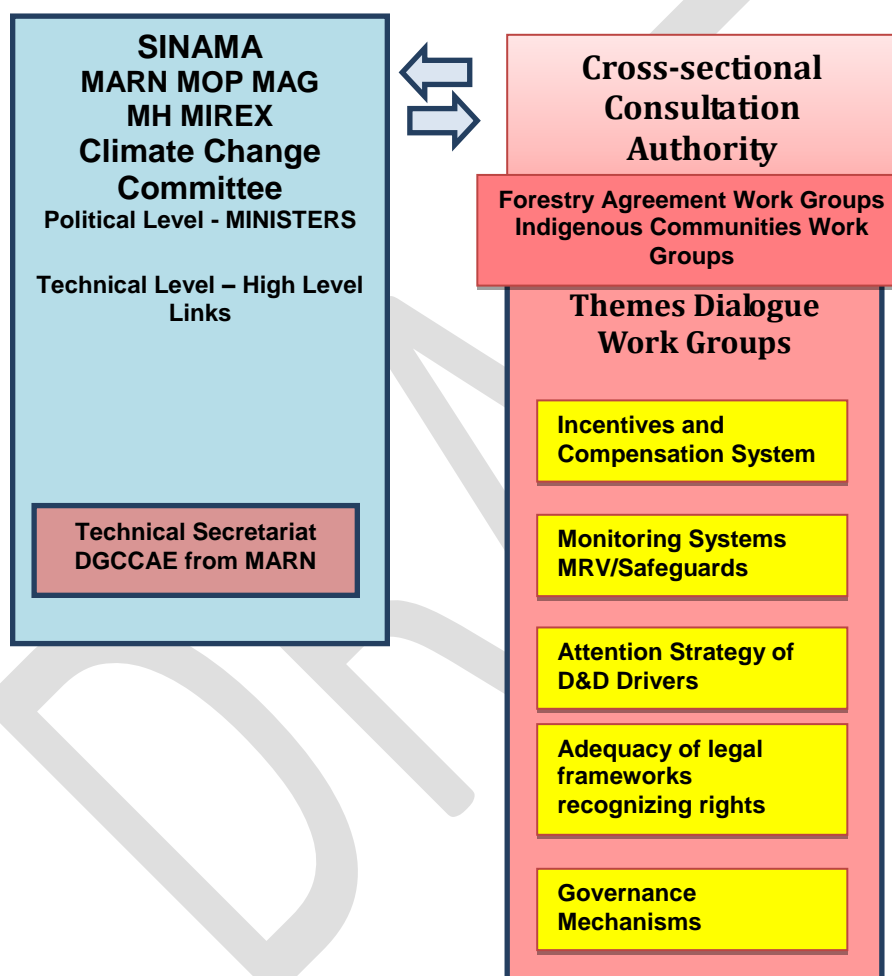 SINAMA
MARN MOP MAG
MH MIREX
Climate Change
Committee
Political Level - MINISTERS
Technical Level – High Level
Links
Technical Secretariat
DGCCAE from MARN
Cross-sectional
Consultation
Authority
Forestry Agreement Work Groups
Indigenous Communities Work
Groups
Themes Dialogue
Work Groups
Incentives and
Compensation System
Monitoring Systems
MRV/Safeguards
Attention Strategy of
D&D Drivers
Adequacy of legal
frameworks
recognizing rights
Governance
Mechanisms
DRA